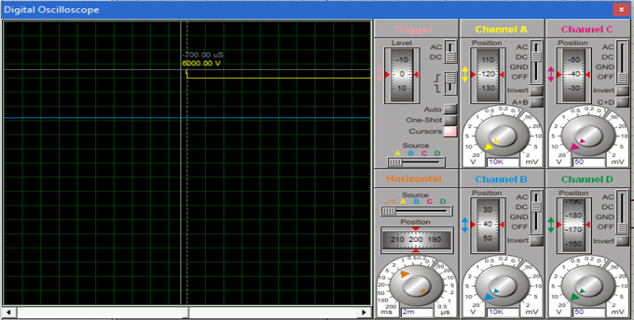 Digital Oscilloscope
-700.00 uS
6000.00 V
Trigger
Level
-10
0
10
AC
DC
Auto
One-Shot
Cursors
Source
A B C D
Horizontal
Source
A B C D
Position
210 200 190
ms
2m
µs
Channel A
Position
110
120
130
AC
DC
GND
OFF
Invert
A+B
V
10K
mV
Channel C
Position
-50
-40
-30
AC
DC
GND
OFF
Invert
C+D
V
50
mV
Channel B
Position
30
40
50
AC
DC
GND
OFF
Invert
V
10K
mV
Channel D
Position
-170
-160
AC
DC
GND
OFF
Invert
V
50
mV